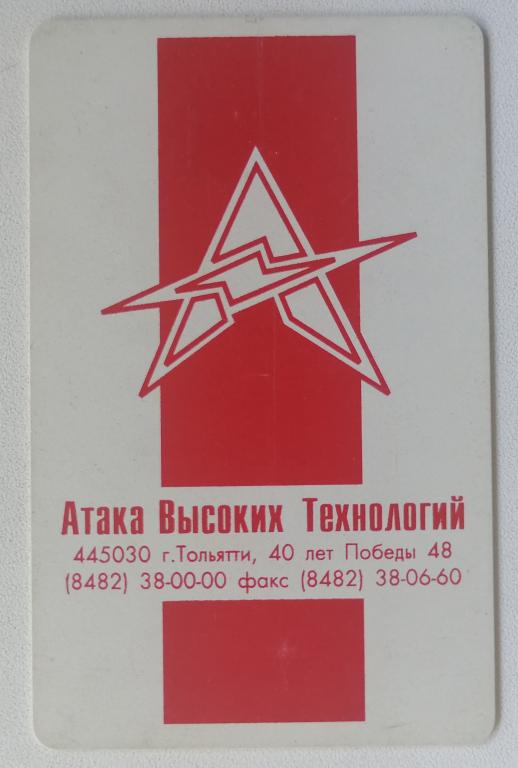 Атака Высоких Технологий
445030 г.Тольятти, 40 лет Победы 48
(8482) 38-00-00 факс (8482) 38-06-60